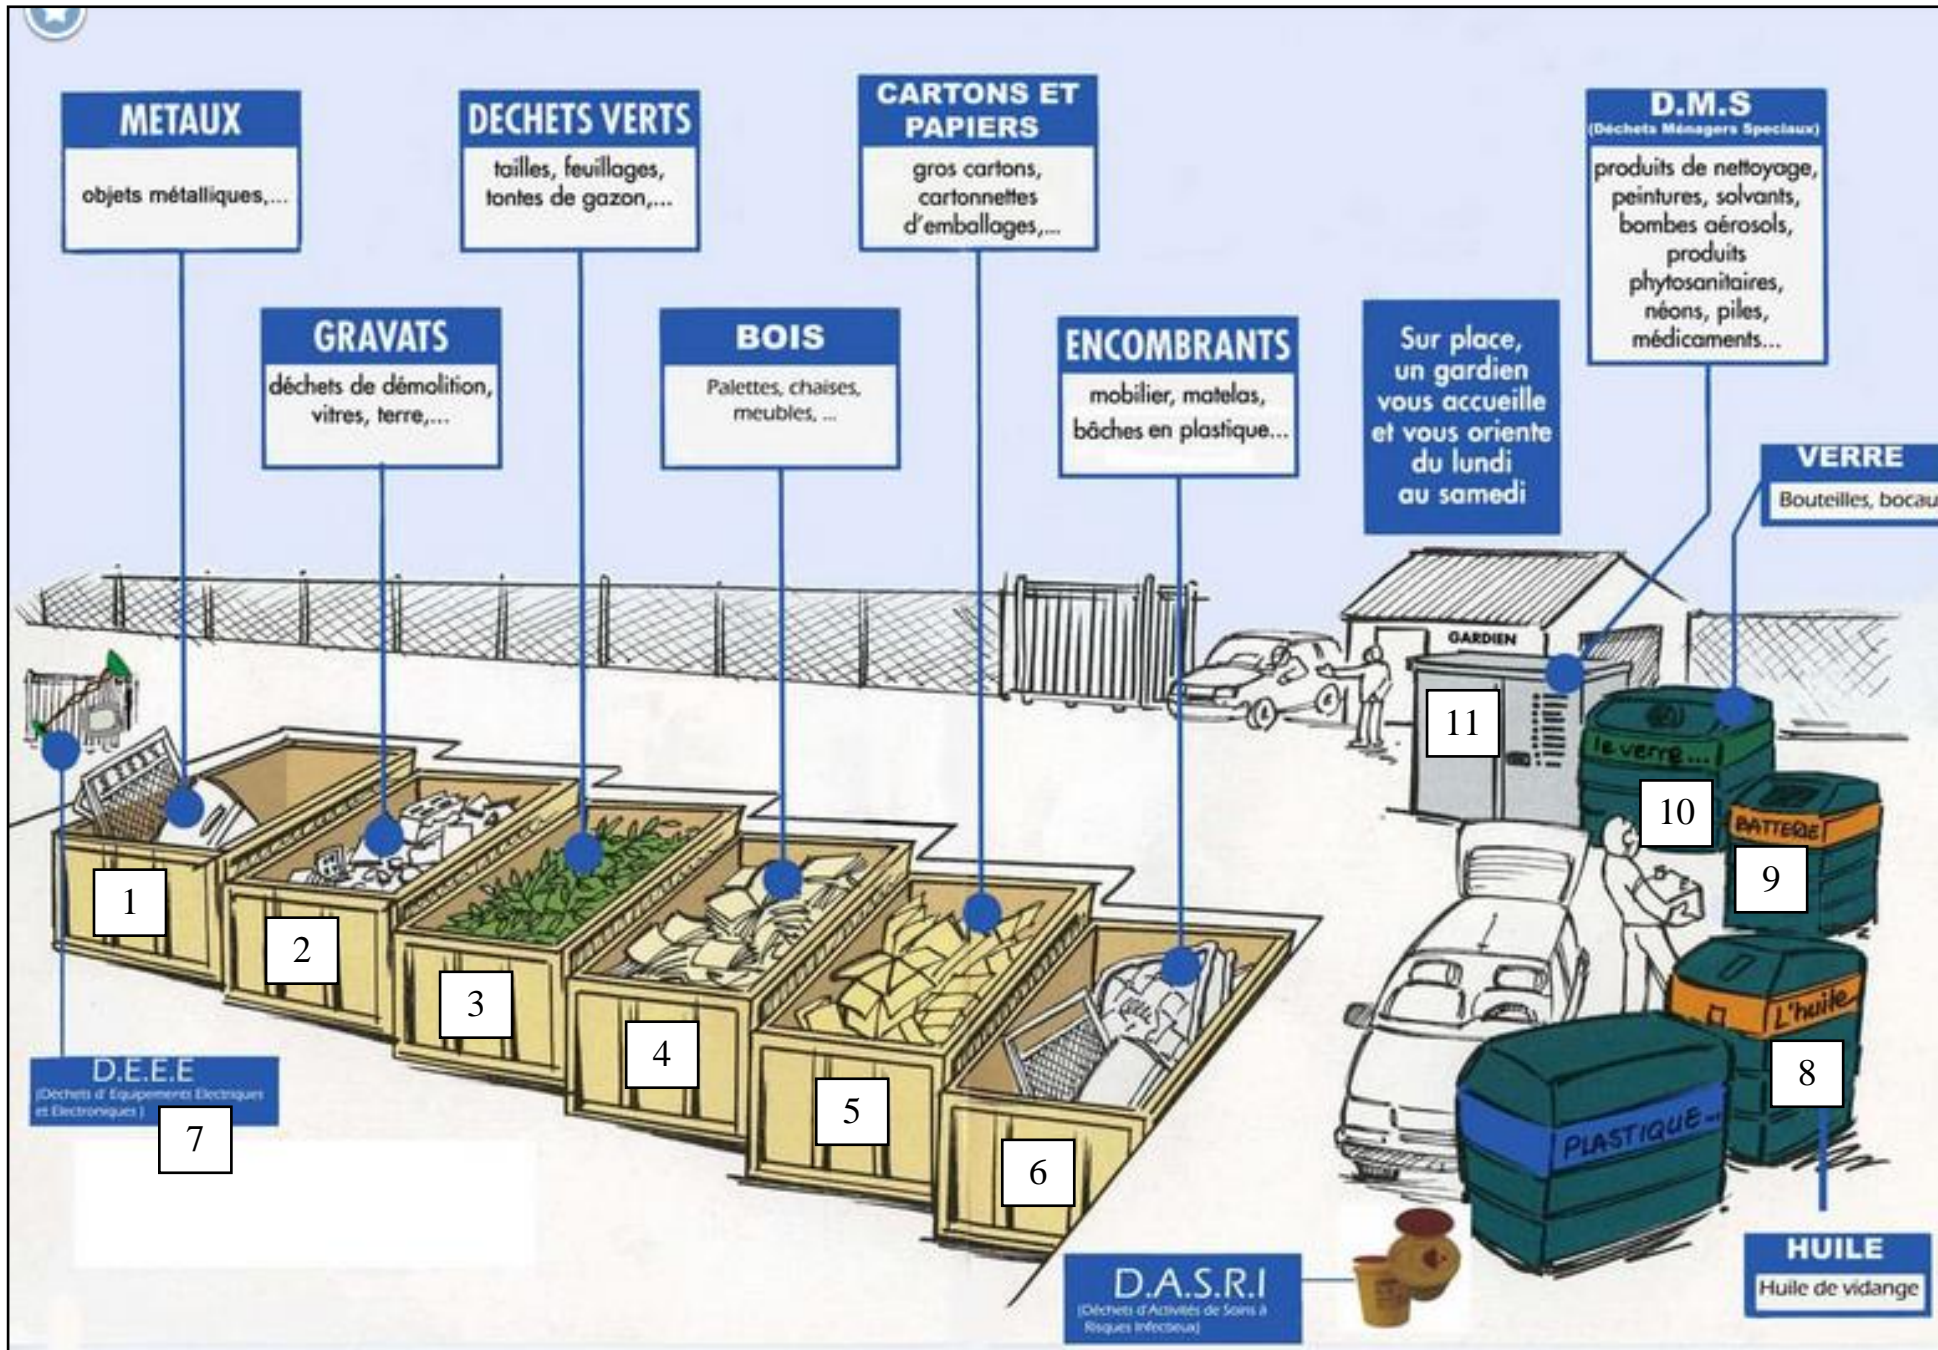 METAUX
objets métalliques,...
DECHETS VERTS
tailles, feuillages,
tontes de gazon,...
CARTONS ET
PAPIERS
gros cartons,
cartonnettes
d'emballages,...
D.M.S
(Déchets Ménagers Speciaux)
produits de nettoyage,
peintures, solvants,
bombes aérosols,
produits
phytosanitaires,
néons, piles,
médicaments...
GRAVATS
déchets de démolition,
vitres, terre,...
BOIS
Palettes, chaises,
meubles, ...
ENCOMBRANTS
mobilier, matelas,
bâches en plastique...
Sur place,
un gardien
vous accueille
et vous oriente
du lundi
au samedi
VERRE
Bouteilles, bocau
GARDIEN
11
le verre...
10
BATTERIE
9
1
2
3
4
5
6
L'huile
8
PLASTIQUE...
D.E.E.E
(Déchets d' Equipements Electriques
et Electroniques )
7
D.A.S.R.I
(Déchets d'Activités de Soins à
Risques Infectieux)
HUILE
Huile de vidange